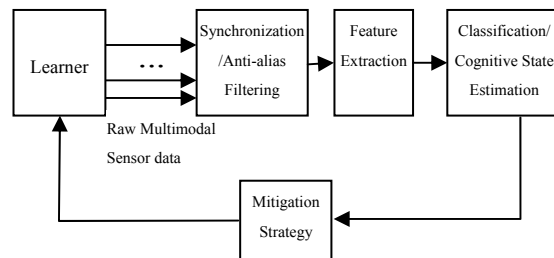 Learner
...
Raw Multimodal
Sensor data
Synchronization
/Anti-alias
Filtering
Feature
Extraction
Classification/
Cognitive State
Estimation
Mitigation
Strategy